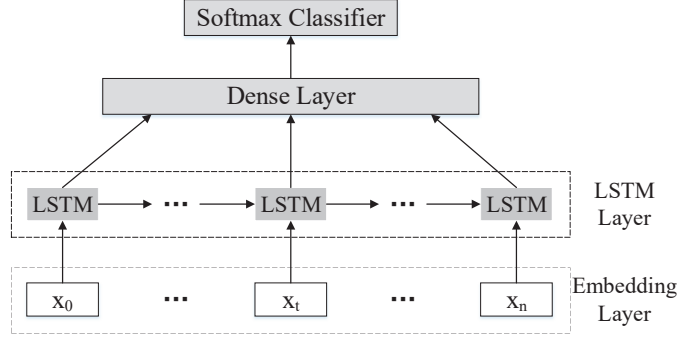 Softmax Classifier
Dense Layer
LSTM ... LSTM ... LSTM
LSTM
Layer
x₀ ... xₜ ... xₙ
Embedding
Layer